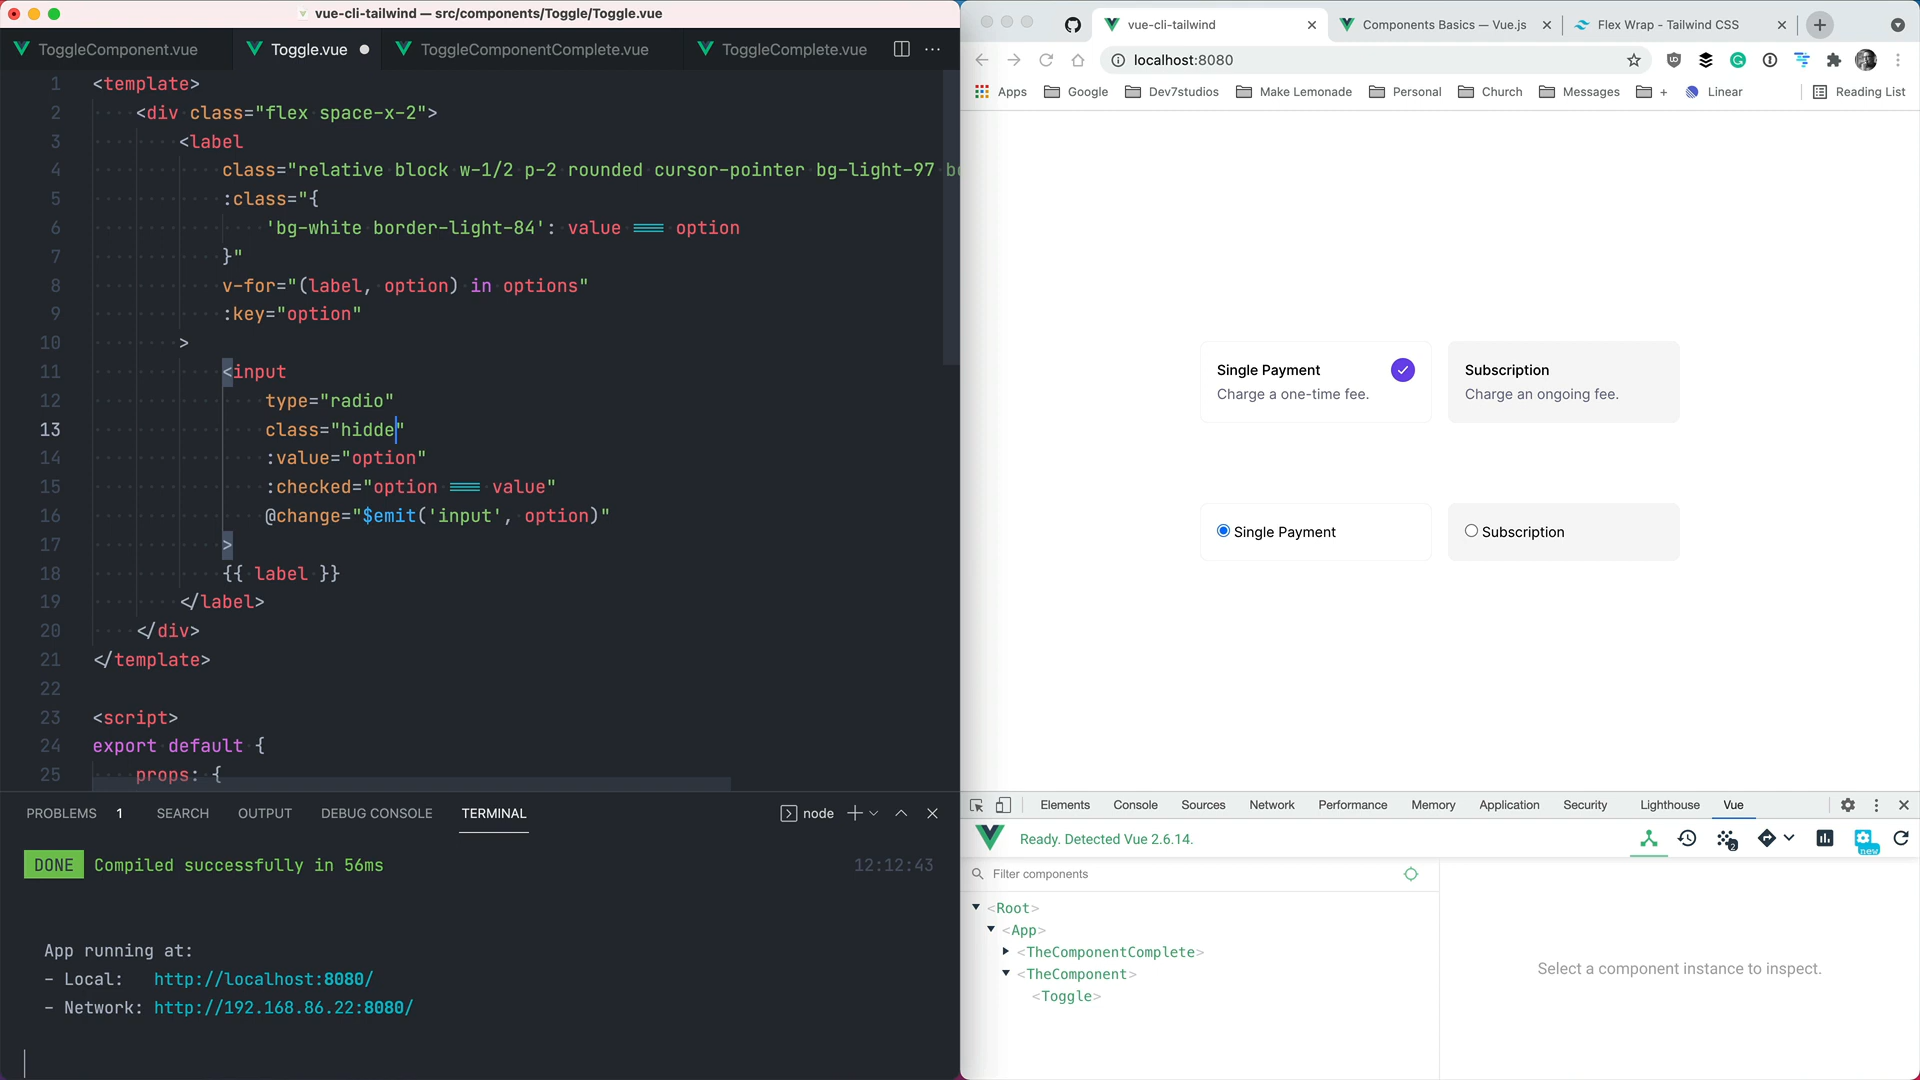 vue-cli-tailwind — src/components/Toggle/Toggle.vue
ToggleComponent.vue
Toggle.vue
ToggleComponentComplete.vue
ToggleComplete.vue
1 <template>
2 <div class="flex space-x-2">
3 <label
4 class="relative block w-1/2 p-2 rounded cursor-pointer bg-light-97 bo
5 :class="{
6 'bg-white border-light-84': value === option
7 }"
8 v-for="(label, option) in options"
9 :key="option"
10 >
11 <input
12 type="radio"
13 class="hidde"
14 :value="option"
15 :checked="option === value"
16 @change="$emit('input', option)"
17 >
18 {{ label }}
19 </label>
20 </div>
21 </template>
22
23 <script>
24 export default {
25 props: {
PROBLEMS 1 SEARCH OUTPUT DEBUG CONSOLE TERMINAL node
DONE Compiled successfully in 56ms 12:12:43
App running at:
- Local: http://localhost:8080/
- Network: http://192.168.86.22:8080/
vue-cli-tailwind
Components Basics — Vue.js
Flex Wrap - Tailwind CSS
localhost:8080
Apps Google Dev7studios Make Lemonade Personal Church Messages + Linear Reading List
Single Payment
Charge a one-time fee.
Subscription
Charge an ongoing fee.
Single Payment
Subscription
Elements Console Sources Network Performance Memory Application Security Lighthouse Vue
Ready. Detected Vue 2.6.14.
2
new
Filter components
<Root>
<App>
<TheComponentComplete>
<TheComponent>
<Toggle>
Select a component instance to inspect.